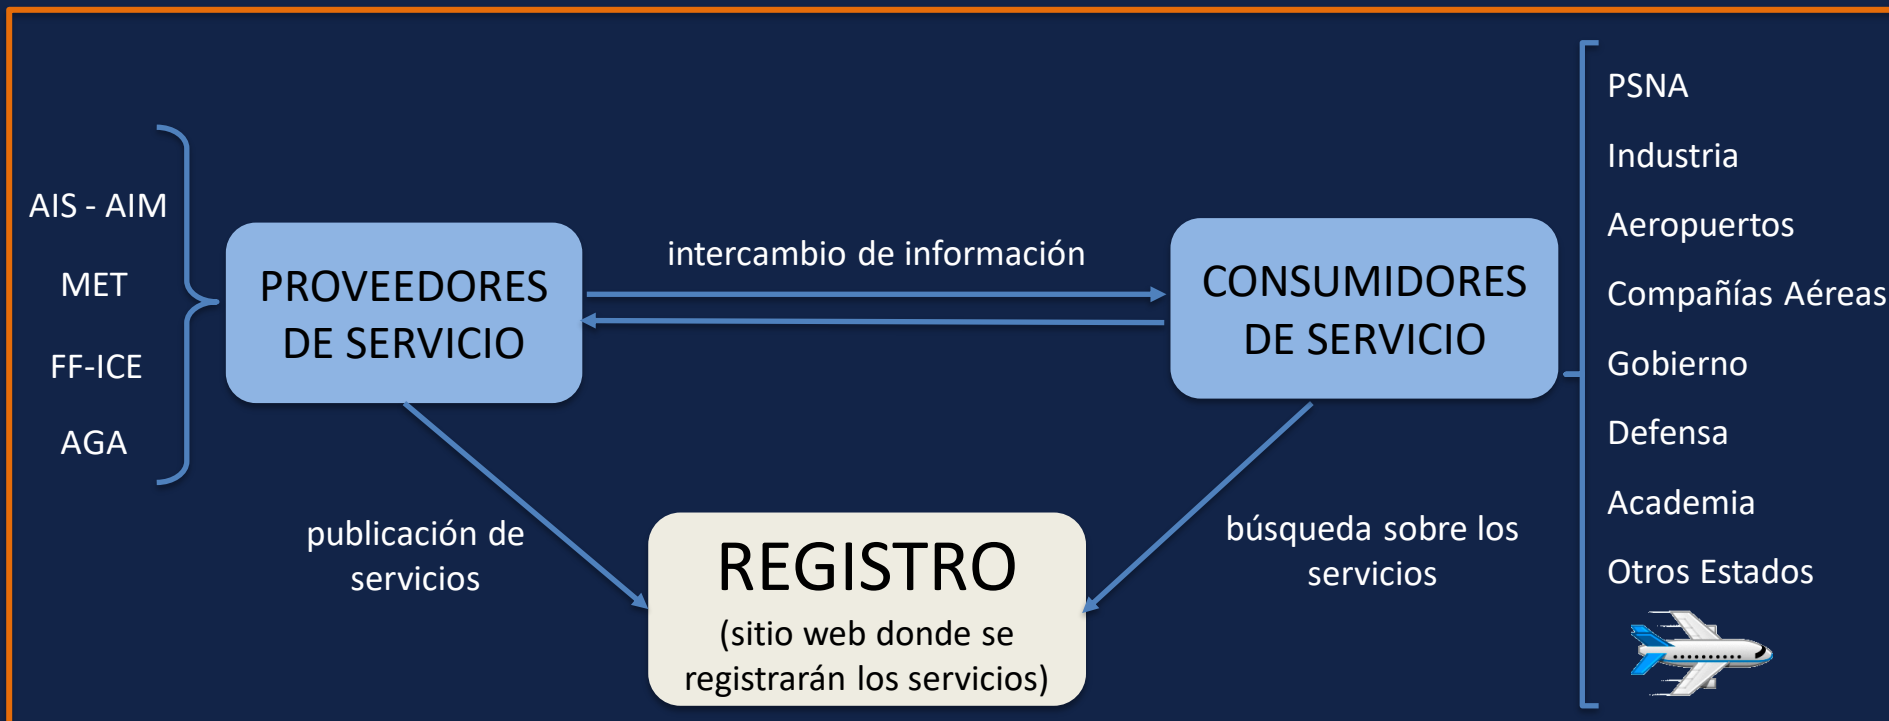 AIS - AIM
MET
FF-ICE
AGA
PROVEEDORES
DE SERVICIO
intercambio de información
CONSUMIDORES
DE SERVICIO
publicación de
servicios
REGISTRO
(sitio web donde se
registrarán los servicios)
búsqueda sobre los
servicios
PSNA
Industria
Aeropuertos
Compañías Aéreas
Gobierno
Defensa
Academia
Otros Estados